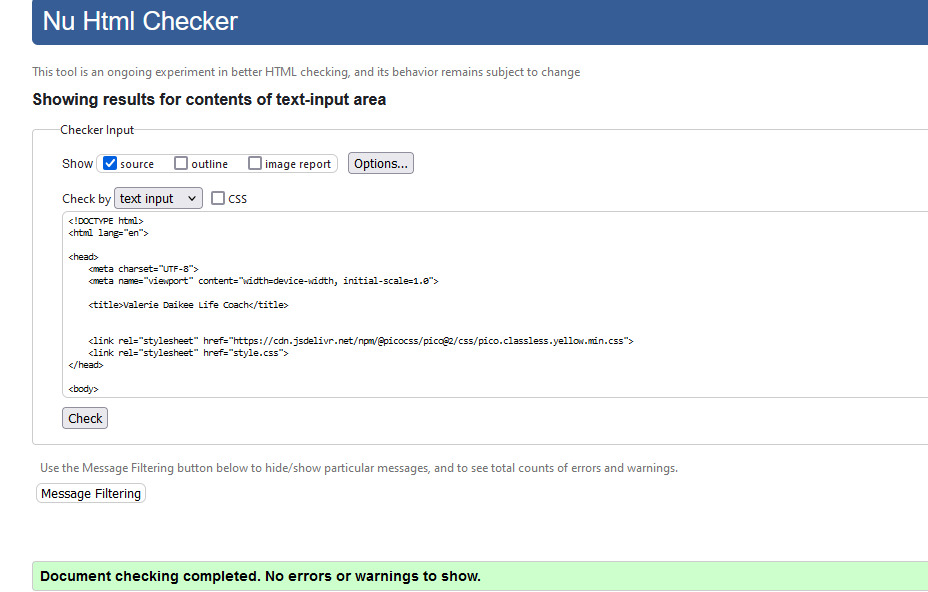 Nu Html Checker
This tool is an ongoing experiment in better HTML checking, and its behavior remains subject to change
Showing results for contents of text-input area
Checker Input
Show source outline image report Options...
Check by text input CSS
<!DOCTYPE html>
<html lang="en">
<head>
<meta charset="UTF-8">
<meta name="viewport" content="width=device-width, initial-scale=1.0">
<title>Valerie Daikee Life Coach</title>
<link rel="stylesheet" href="https://cdn.jsdelivr.net/npm/@picocss/pico@2/css/pico.classless.yellow.min.css">
<link rel="stylesheet" href="style.css">
</head>
<body>
Check
Use the Message Filtering button below to hide/show particular messages, and to see total counts of errors and warnings.
Message Filtering
Document checking completed. No errors or warnings to show.